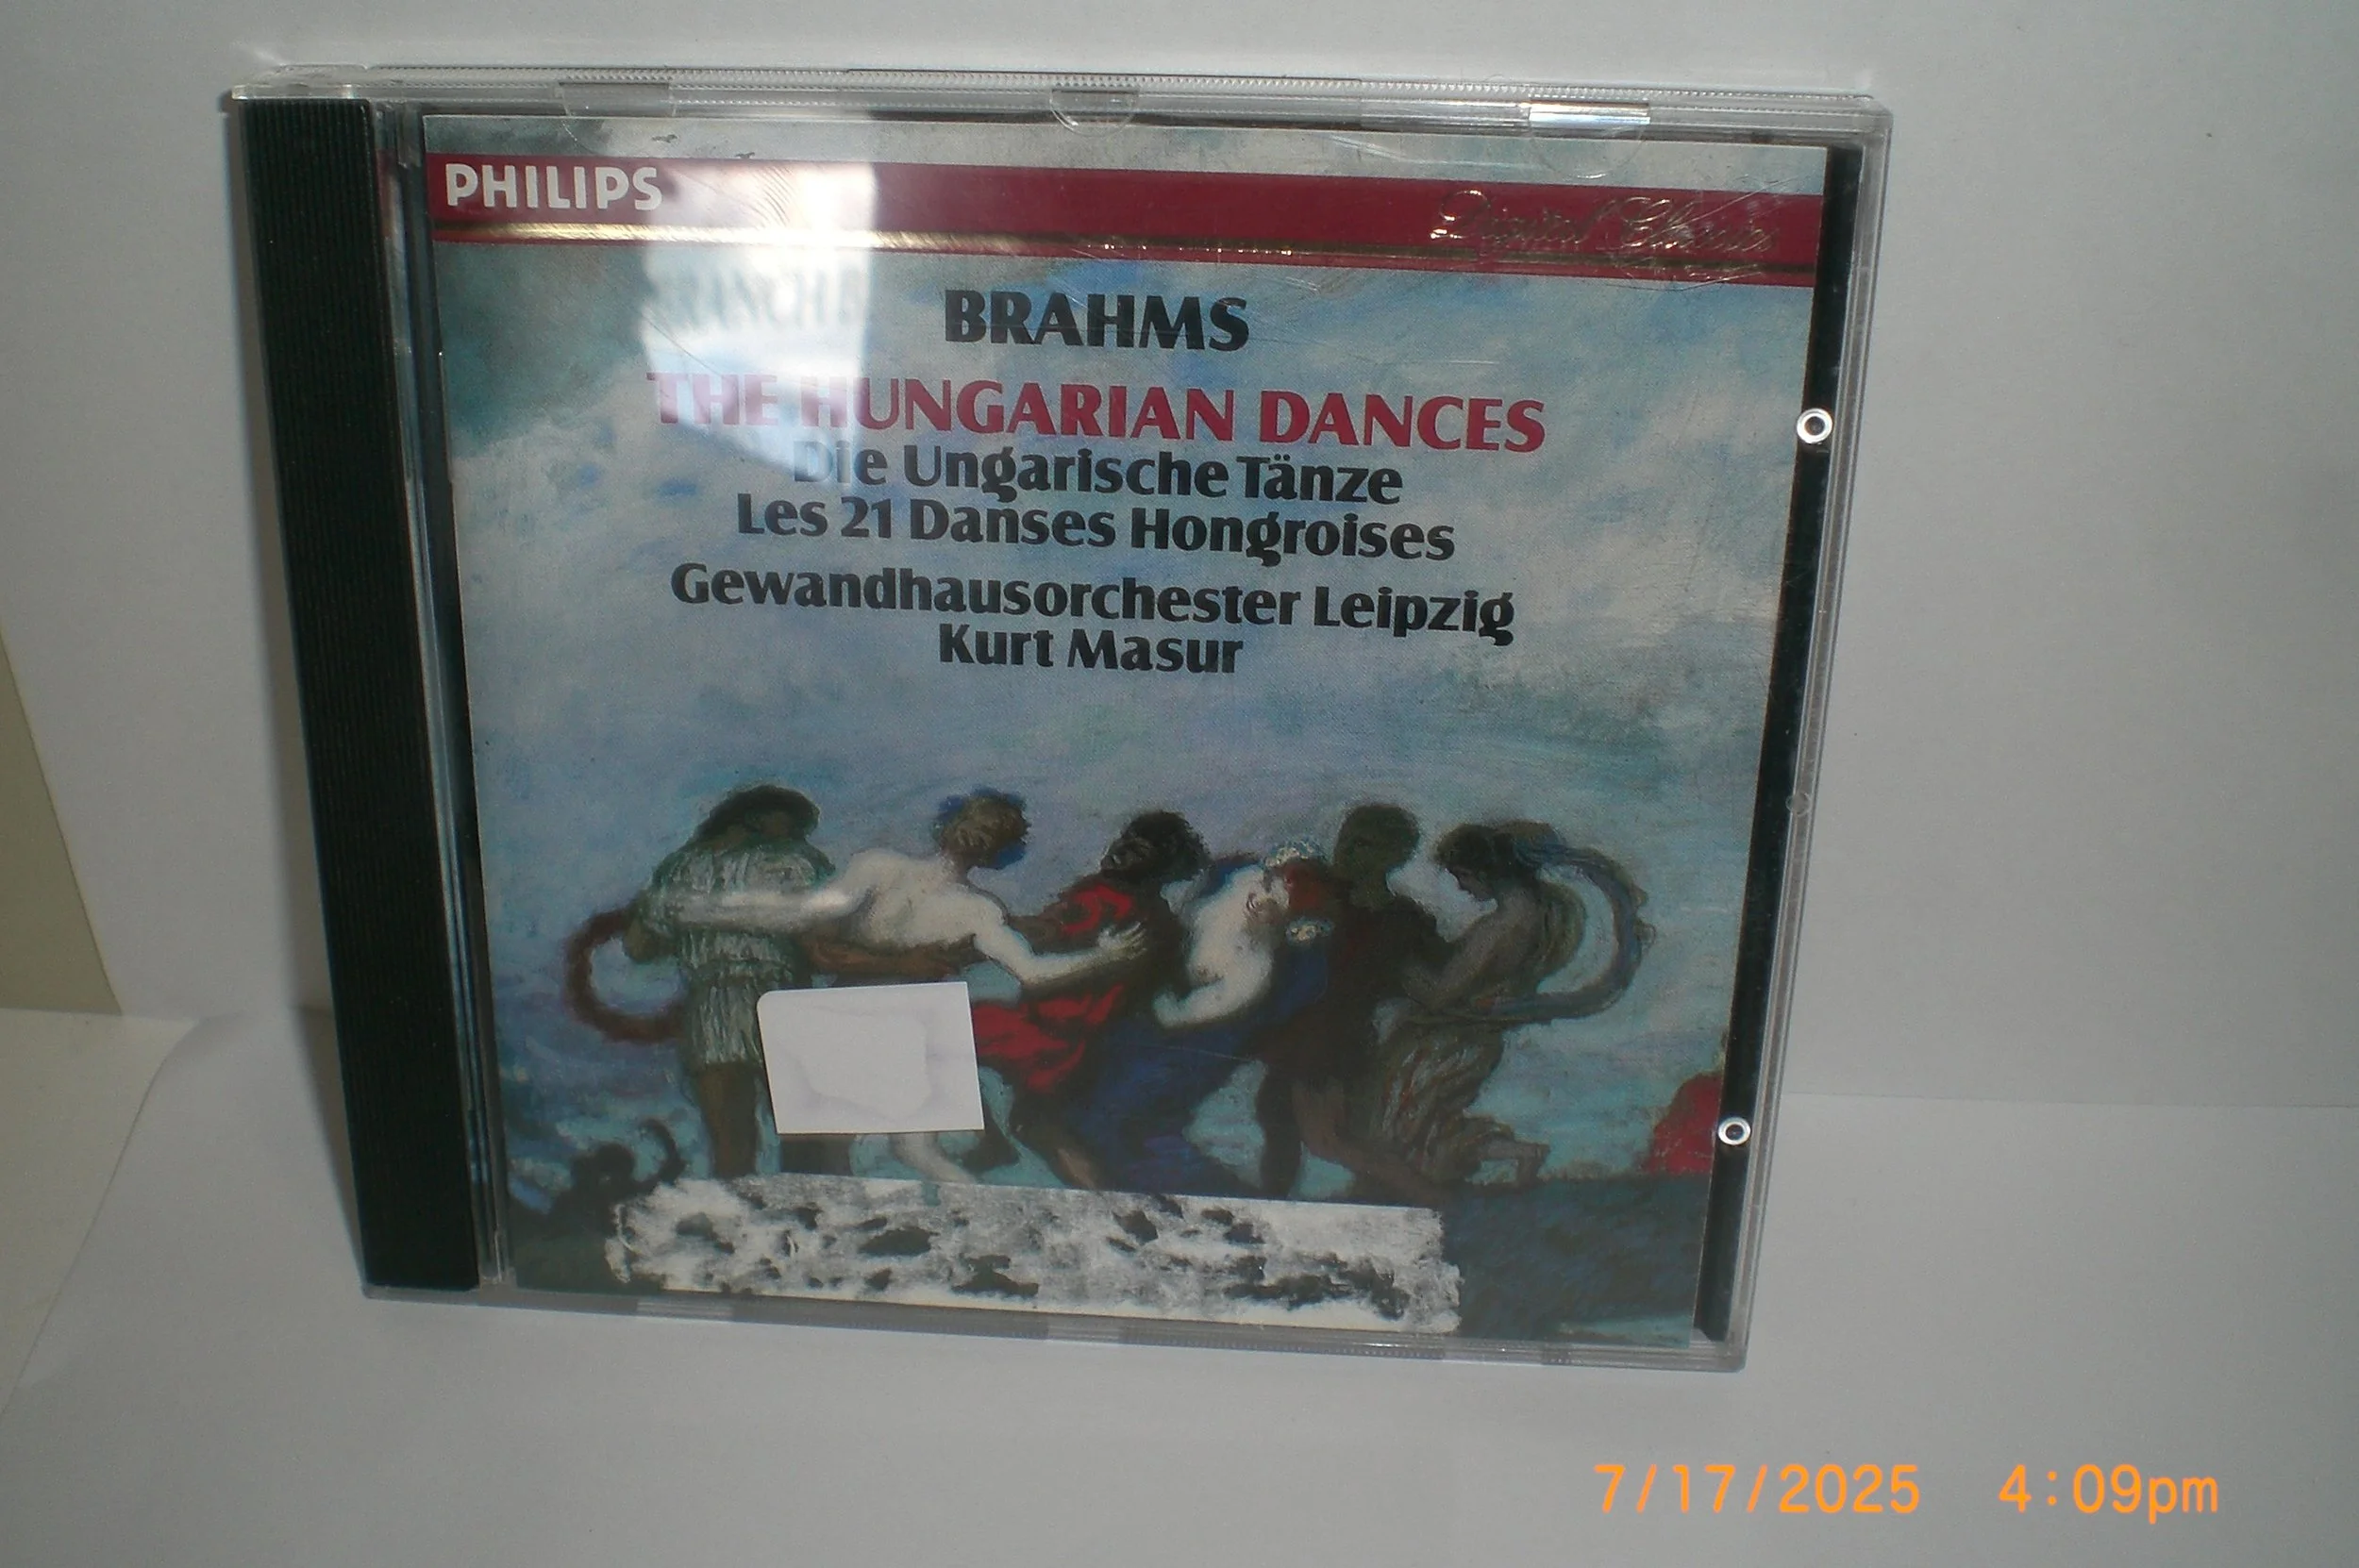 PHILIPS
Digital Classics
BRAHMS
THE HUNGARIAN DANCES
Die Ungarische Tänze
Les 21 Danses Hongroises
Gewandhausorchester Leipzig
Kurt Masur
7/17/2025 4:09pm